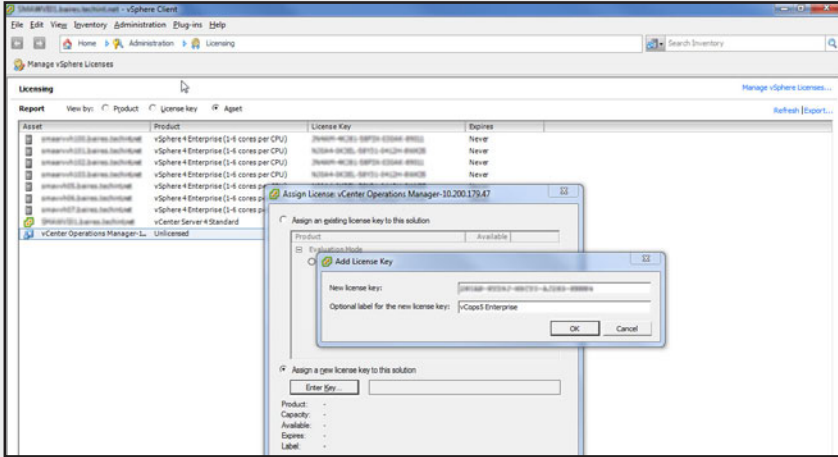 - vSphere Client
File Edit View Inventory Administration Plug-ins Help
Home Administration Licensing Search Inventory
Manage vSphere Licenses
Licensing Manage vSphere Licenses...
Report View by: Product License key Asset Refresh Export...
Asset Product License Key Expires
vSphere 4 Enterprise (1-6 cores per CPU) Never
vSphere 4 Enterprise (1-6 cores per CPU) Never
vSphere 4 Enterprise (1-6 cores per CPU) Never
vSphere 4 Enterprise (1-6 cores per CPU) Never
vSphere 4 Enterprise (1-6 cores p
vSphere 4 Enterprise (1-6 cores p
vCenter Server 4 Standard
vCenter Operations Manager-1... Unlicensed
Assign License: vCenter Operations Manager-10.200.179.47
Assign an existing license key to this solution
Product Available
Evaluation Mode
Add License Key
New license key:
Optional label for the new license key: vCops5 Enterprise
OK Cancel
Assign a new license key to this solution
Enter Key...
Product: -
Capacity: -
Available: -
Expires: -
Label: -